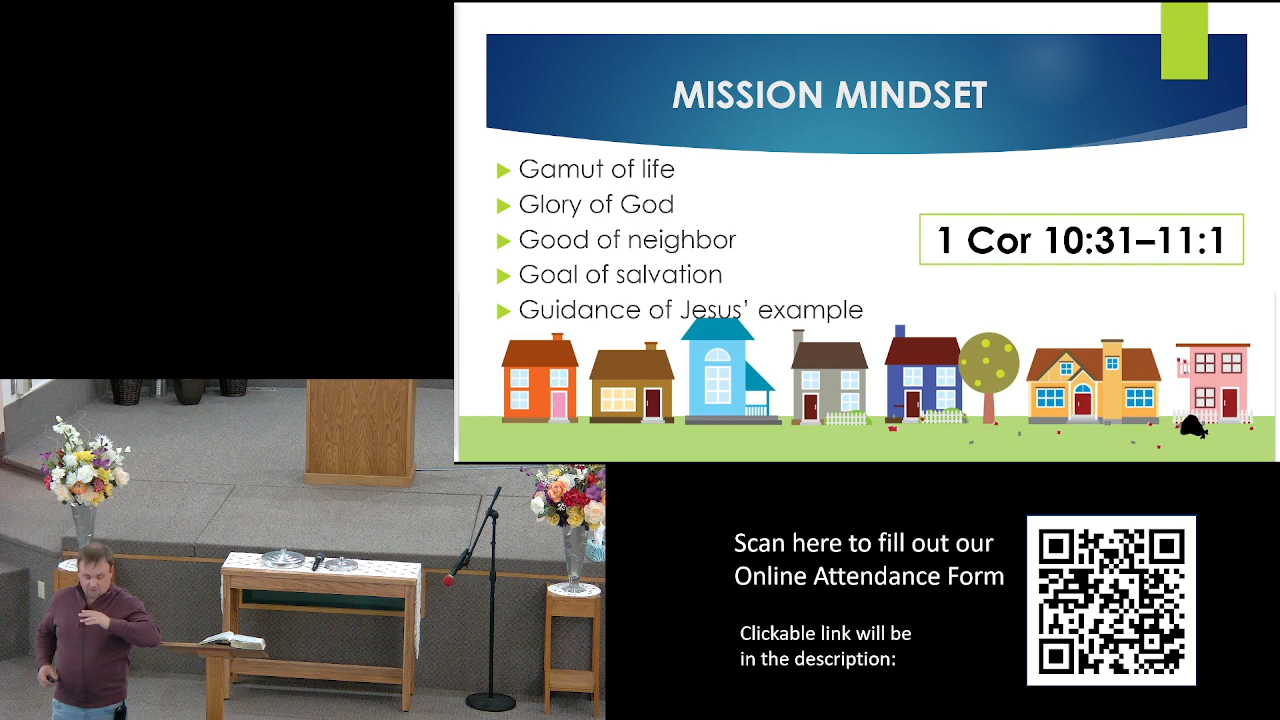 MISSION MINDSET
Gamut of life
Glory of God
Good of neighbor
Goal of salvation
Guidance of Jesus’ example
1 Cor 10:31–11:1
Scan here to fill out our
Online Attendance Form
Clickable link will be
in the description: